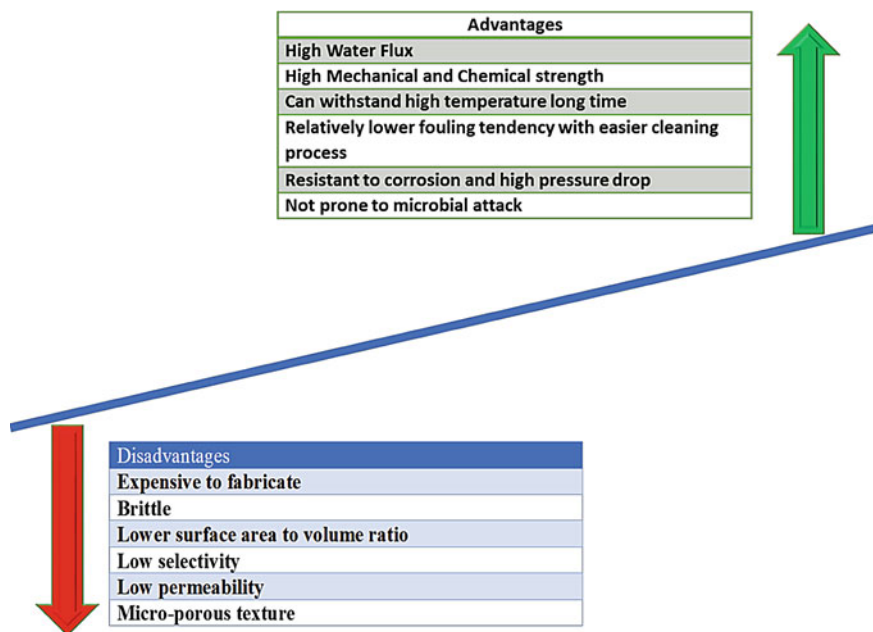 Advantages
High Water Flux
High Mechanical and Chemical strength
Can withstand high temperature long time
Relatively lower fouling tendency with easier cleaning
process
Resistant to corrosion and high pressure drop
Not prone to microbial attack
Disadvantages
Expensive to fabricate
Brittle
Lower surface area to volume ratio
Low selectivity
Low permeability
Micro-porous texture